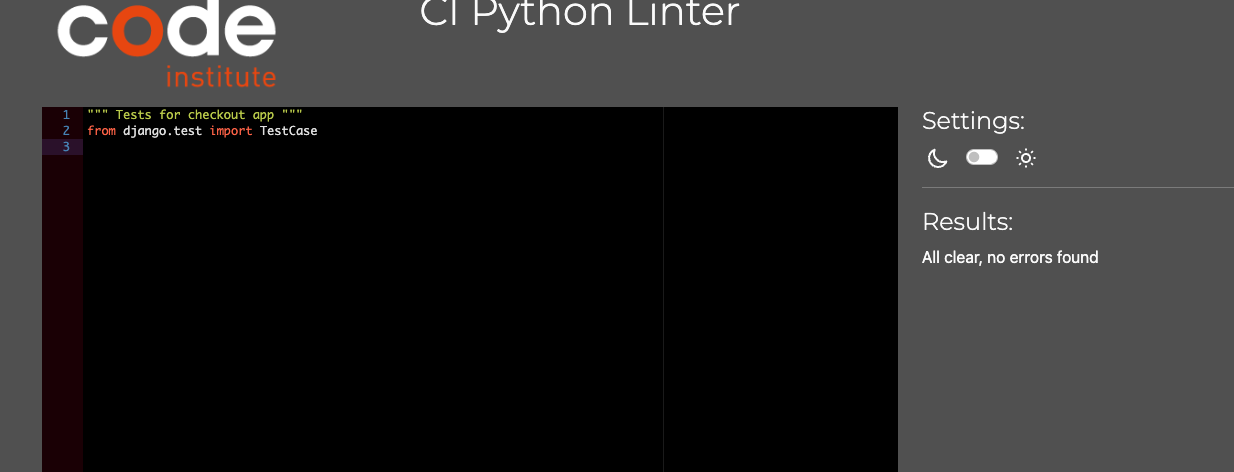 code
institute
CI Python Linter
1 """ Tests for checkout app """
2 from django.test import TestCase
3
Settings:
Results:
All clear, no errors found